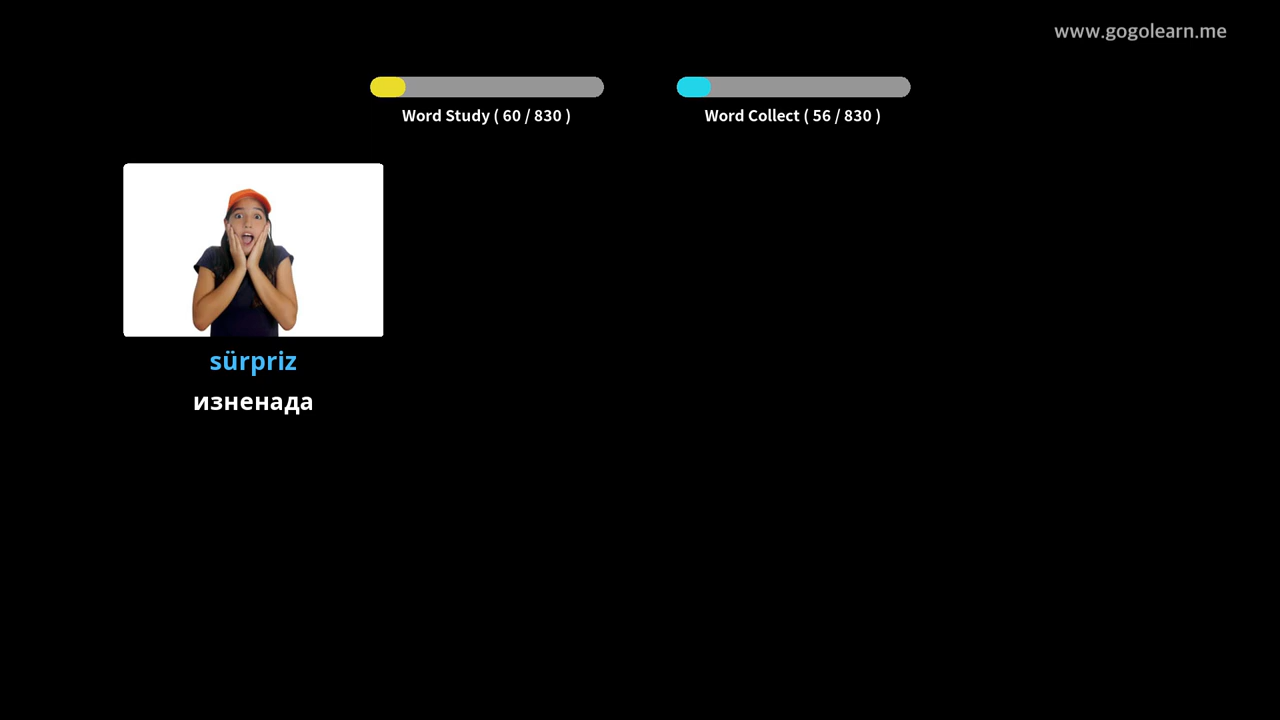 www.gogolearn.me
Word Study ( 60 / 830 )
Word Collect ( 56 / 830 )
sürpriz
изненада